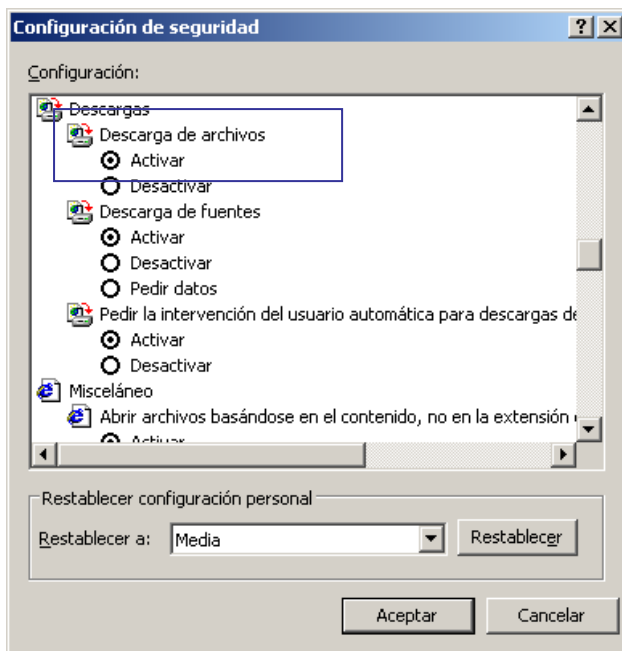 Configuración de seguridad
Configuración:
Descargas
Descarga de archivos
Activar
Desactivar
Descarga de fuentes
Activar
Desactivar
Pedir datos
Pedir la intervención del usuario automática para descargas de
Activar
Desactivar
Misceláneo
Abrir archivos basándose en el contenido, no en la extensión
Activar
Restablecer configuración personal
Restablecer a: Media Restablecer
Aceptar Cancelar